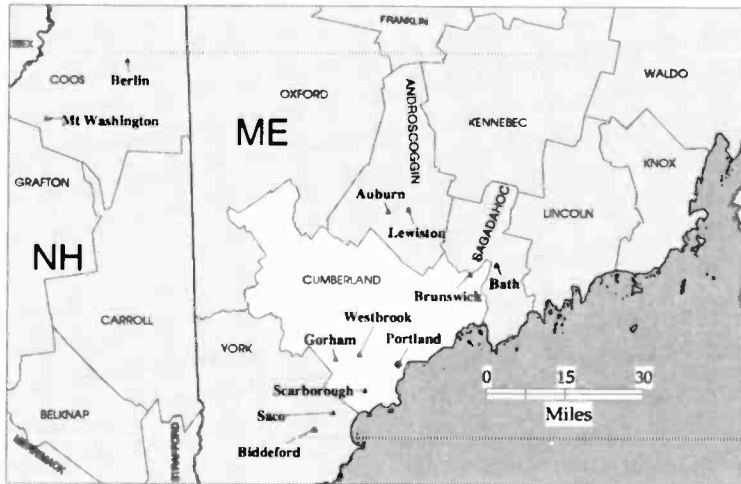 FRANKLIN
COOS
Berlin
WALDO
OXFORD
ANDROSCOGGIN
Mt Washington
ME
KENNEBEC
KNOX
GRAFTON
Auburn
SAGADAHOC
LINCOLN
Lewiston
NH
CUMBERLAND
Bath
Brunswick
Westbrook
CARROLL
YORK
Gorham
Portland
Scarborough
0 15 30
Miles
BELKNAP
Saco
STRAFFORD
Biddeford